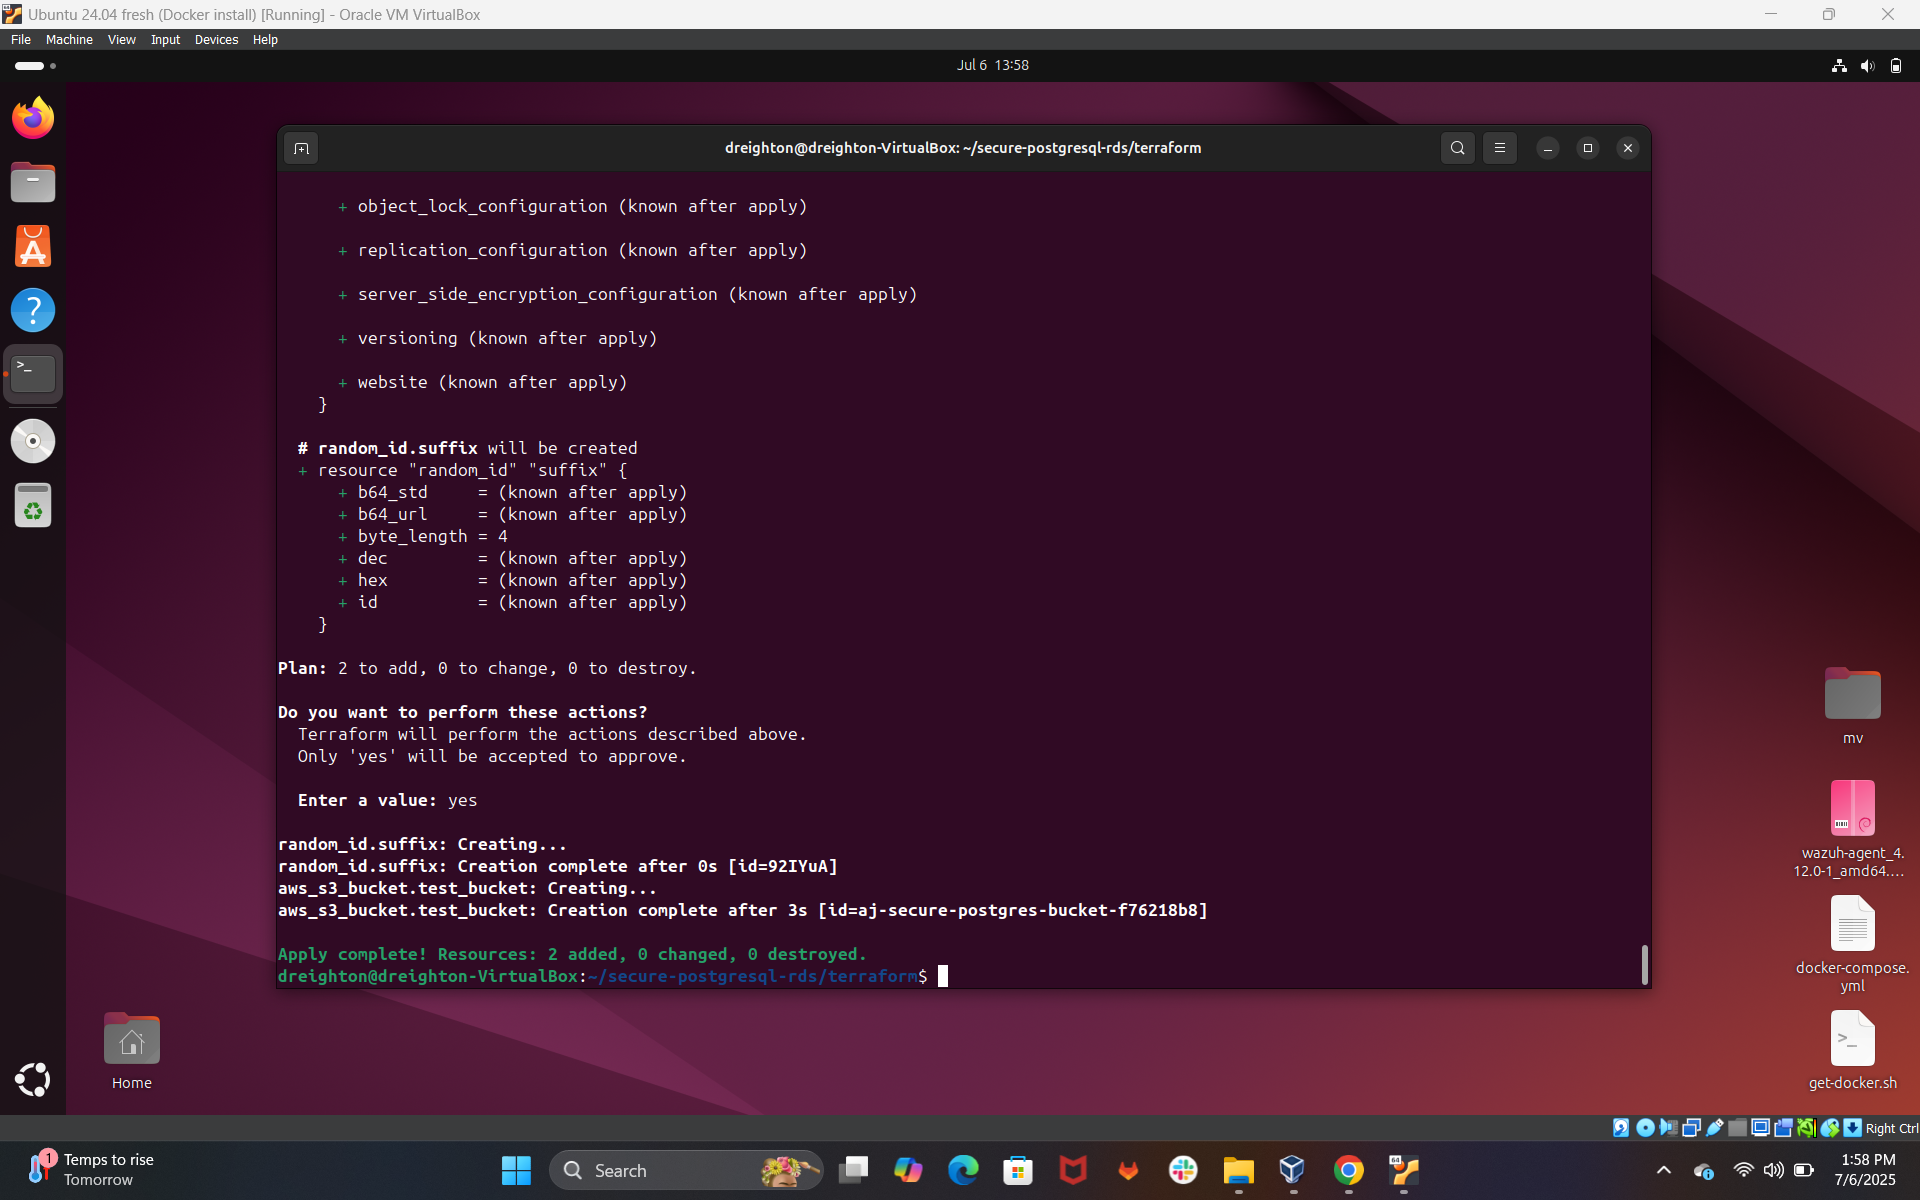 Ubuntu 24.04 fresh (Docker install) [Running] - Oracle VM VirtualBox
File Machine View Input Devices Help
Jul 6 13:58
dreighton@dreighton-VirtualBox: ~/secure-postgresql-rds/terraform
+ object_lock_configuration (known after apply)
+ replication_configuration (known after apply)
+ server_side_encryption_configuration (known after apply)
+ versioning (known after apply)
+ website (known after apply)
}
# random_id.suffix will be created
+ resource "random_id" "suffix" {
+ b64_std = (known after apply)
+ b64_url = (known after apply)
+ byte_length = 4
+ dec = (known after apply)
+ hex = (known after apply)
+ id = (known after apply)
}
Plan: 2 to add, 0 to change, 0 to destroy.
Do you want to perform these actions?
Terraform will perform the actions described above.
Only 'yes' will be accepted to approve.
Enter a value: yes
random_id.suffix: Creating...
random_id.suffix: Creation complete after 0s [id=92IYuA]
aws_s3_bucket.test_bucket: Creating...
aws_s3_bucket.test_bucket: Creation complete after 3s [id=aj-secure-postgres-bucket-f76218b8]
Apply complete! Resources: 2 added, 0 changed, 0 destroyed.
dreighton@dreighton-VirtualBox:~/secure-postgresql-rds/terraform$
mv
wazuh-agent_4.
12.0-1_amd64....
docker-compose.
yml
get-docker.sh
Home
Right Ctrl
1
Temps to rise
Tomorrow
Search
1:58 PM
7/6/2025